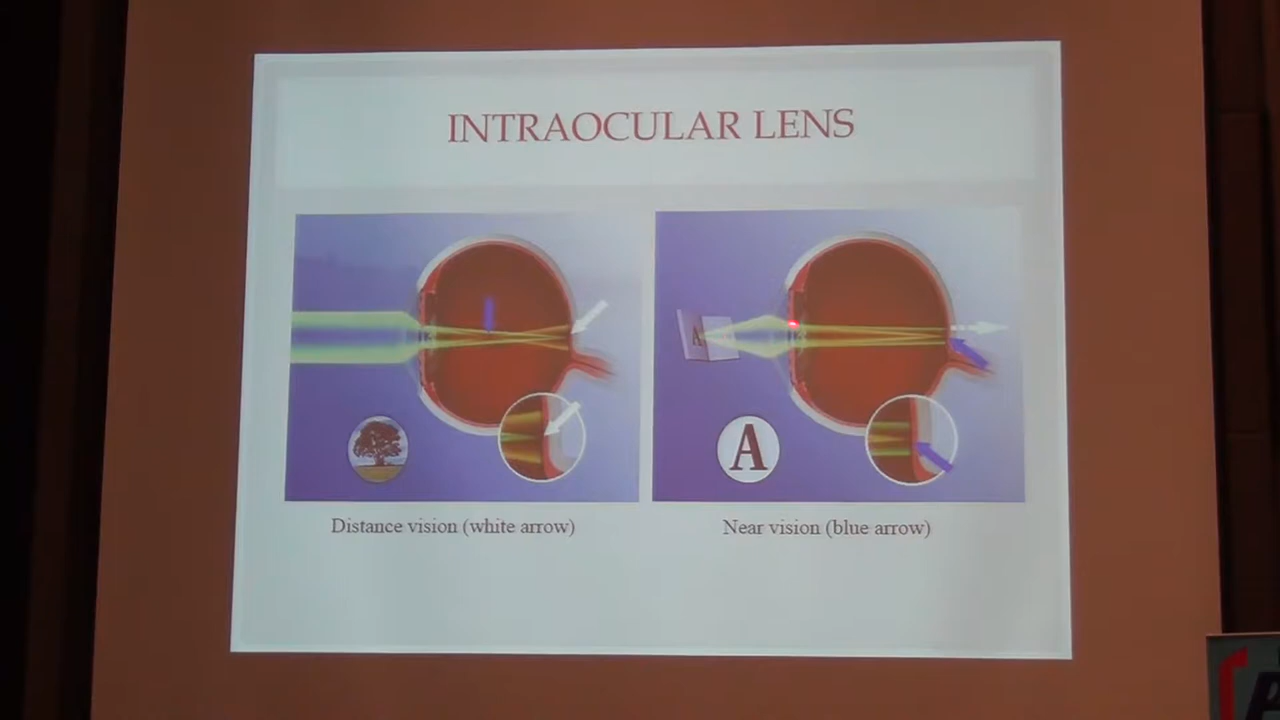 INTRAOCULAR LENS
A
A
Distance vision (white arrow)
Near vision (blue arrow)